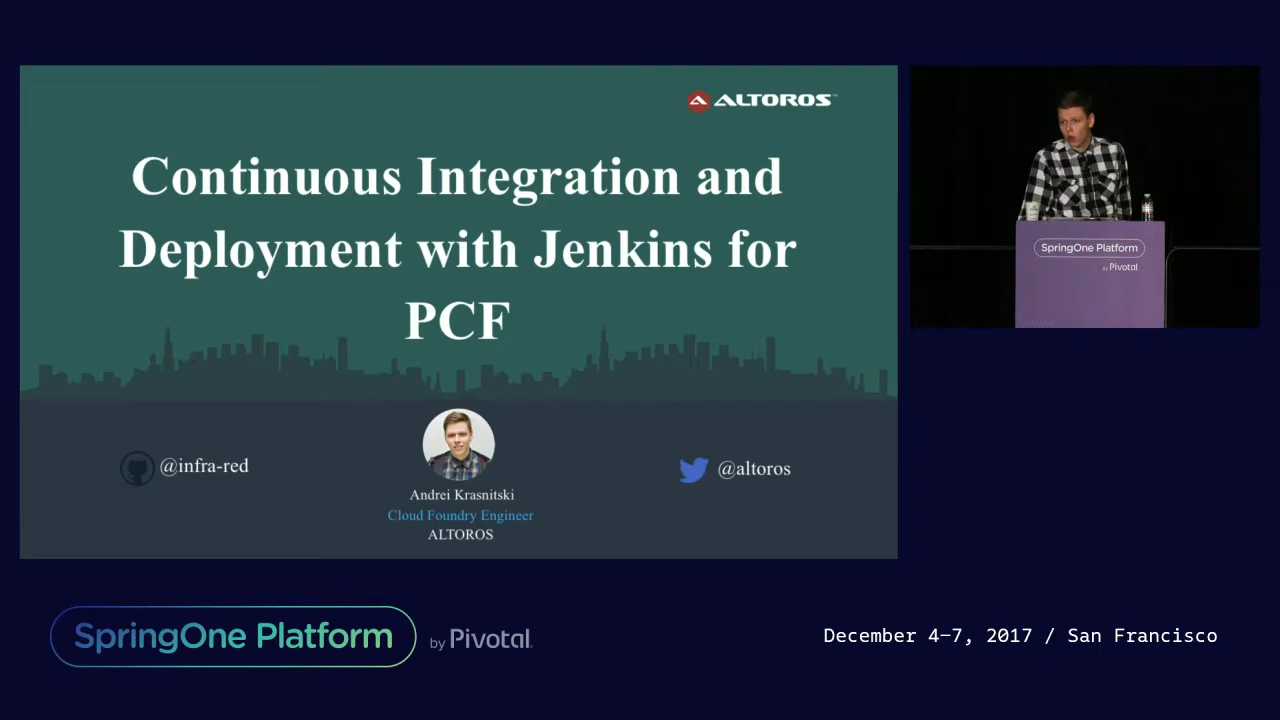 ALTOROS
Continuous Integration and
Deployment with Jenkins for
PCF
@infra-red
@altoros
Andrei Krasnitski
Cloud Foundry Engineer
ALTOROS
SpringOne Platform
by Pivotal
SpringOne Platform
by Pivotal.
December 4–7, 2017 / San Francisco